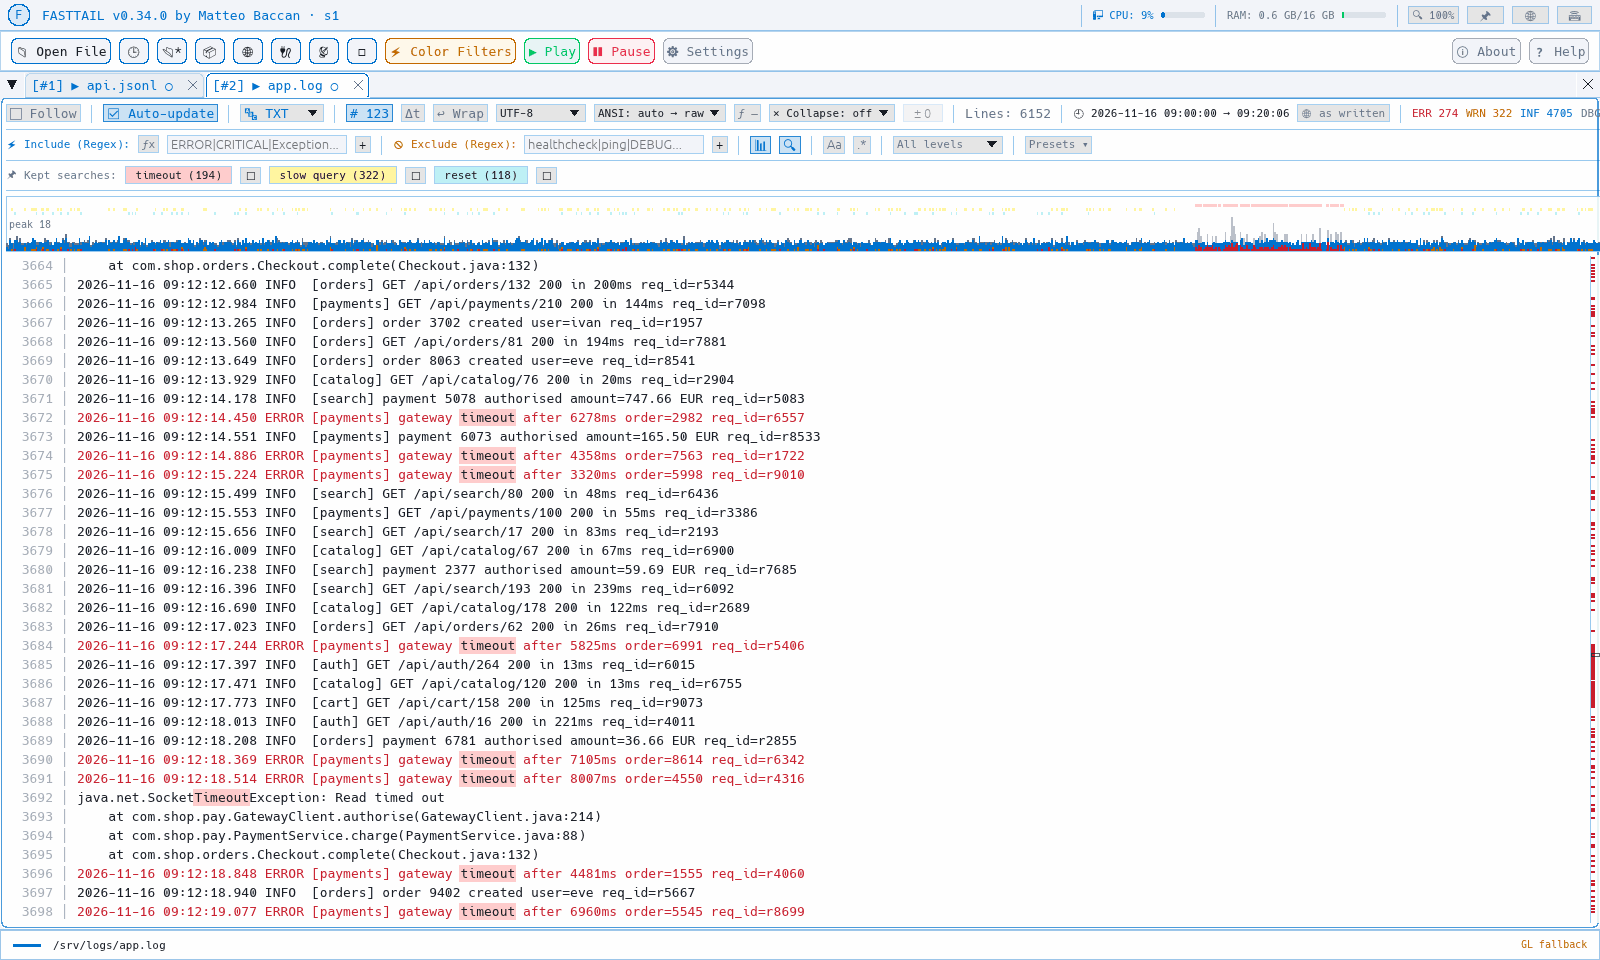 F FASTTAIL v0.34.0 by Matteo Baccan · s1 CPU: 9% RAM: 0.6 GB/16 GB 100%
Open File * Color Filters Play Pause Settings About ? Help
[#1] ▶ api.jsonl ○ [#2] ▶ app.log ○
Follow Auto-update TXT # 123 Δt Wrap UTF-8 ANSI: auto → raw ƒ — × Collapse: off ±0 Lines: 6152 2026-11-16 09:00:00 → 09:20:06 as written ERR 274 WRN 322 INF 4705 DBG
Include (Regex): ƒx ERROR|CRITICAL|Exception... + Exclude (Regex): healthcheck|ping|DEBUG... + Aa .* All levels Presets
Kept searches: timeout (194) slow query (322) reset (118)
peak 18
3664 at com.shop.orders.Checkout.complete(Checkout.java:132)
3665 2026-11-16 09:12:12.660 INFO [orders] GET /api/orders/132 200 in 200ms req_id=r5344
3666 2026-11-16 09:12:12.984 INFO [payments] GET /api/payments/210 200 in 144ms req_id=r7098
3667 2026-11-16 09:12:13.265 INFO [orders] order 3702 created user=ivan req_id=r1957
3668 2026-11-16 09:12:13.560 INFO [orders] GET /api/orders/81 200 in 194ms req_id=r7881
3669 2026-11-16 09:12:13.649 INFO [orders] order 8063 created user=eve req_id=r8541
3670 2026-11-16 09:12:13.929 INFO [catalog] GET /api/catalog/76 200 in 20ms req_id=r2904
3671 2026-11-16 09:12:14.178 INFO [search] payment 5078 authorised amount=747.66 EUR req_id=r5083
3672 2026-11-16 09:12:14.450 ERROR [payments] gateway timeout after 6278ms order=2982 req_id=r6557
3673 2026-11-16 09:12:14.551 INFO [payments] payment 6073 authorised amount=165.50 EUR req_id=r8533
3674 2026-11-16 09:12:14.886 ERROR [payments] gateway timeout after 4358ms order=7563 req_id=r1722
3675 2026-11-16 09:12:15.224 ERROR [payments] gateway timeout after 3320ms order=5998 req_id=r9010
3676 2026-11-16 09:12:15.499 INFO [search] GET /api/search/80 200 in 48ms req_id=r6436
3677 2026-11-16 09:12:15.553 INFO [payments] GET /api/payments/100 200 in 55ms req_id=r3386
3678 2026-11-16 09:12:15.656 INFO [search] GET /api/search/17 200 in 83ms req_id=r2193
3679 2026-11-16 09:12:16.009 INFO [catalog] GET /api/catalog/67 200 in 67ms req_id=r6900
3680 2026-11-16 09:12:16.238 INFO [search] payment 2377 authorised amount=59.69 EUR req_id=r7685
3681 2026-11-16 09:12:16.396 INFO [search] GET /api/search/193 200 in 239ms req_id=r6092
3682 2026-11-16 09:12:16.690 INFO [catalog] GET /api/catalog/178 200 in 122ms req_id=r2689
3683 2026-11-16 09:12:17.023 INFO [orders] GET /api/orders/62 200 in 26ms req_id=r7910
3684 2026-11-16 09:12:17.244 ERROR [payments] gateway timeout after 5825ms order=6991 req_id=r5406
3685 2026-11-16 09:12:17.397 INFO [auth] GET /api/auth/264 200 in 13ms req_id=r6015
3686 2026-11-16 09:12:17.471 INFO [catalog] GET /api/catalog/120 200 in 13ms req_id=r6755
3687 2026-11-16 09:12:17.773 INFO [cart] GET /api/cart/158 200 in 125ms req_id=r9073
3688 2026-11-16 09:12:18.013 INFO [auth] GET /api/auth/16 200 in 221ms req_id=r4011
3689 2026-11-16 09:12:18.208 INFO [orders] payment 6781 authorised amount=36.66 EUR req_id=r2855
3690 2026-11-16 09:12:18.369 ERROR [payments] gateway timeout after 7105ms order=8614 req_id=r6342
3691 2026-11-16 09:12:18.514 ERROR [payments] gateway timeout after 8007ms order=4550 req_id=r4316
3692 java.net.SocketTimeoutException: Read timed out
3693 at com.shop.pay.GatewayClient.authorise(GatewayClient.java:214)
3694 at com.shop.pay.PaymentService.charge(PaymentService.java:88)
3695 at com.shop.orders.Checkout.complete(Checkout.java:132)
3696 2026-11-16 09:12:18.848 ERROR [payments] gateway timeout after 4481ms order=1555 req_id=r4060
3697 2026-11-16 09:12:18.940 INFO [orders] order 9402 created user=eve req_id=r5667
3698 2026-11-16 09:12:19.077 ERROR [payments] gateway timeout after 6960ms order=5545 req_id=r8699
/srv/logs/app.log GL fallback